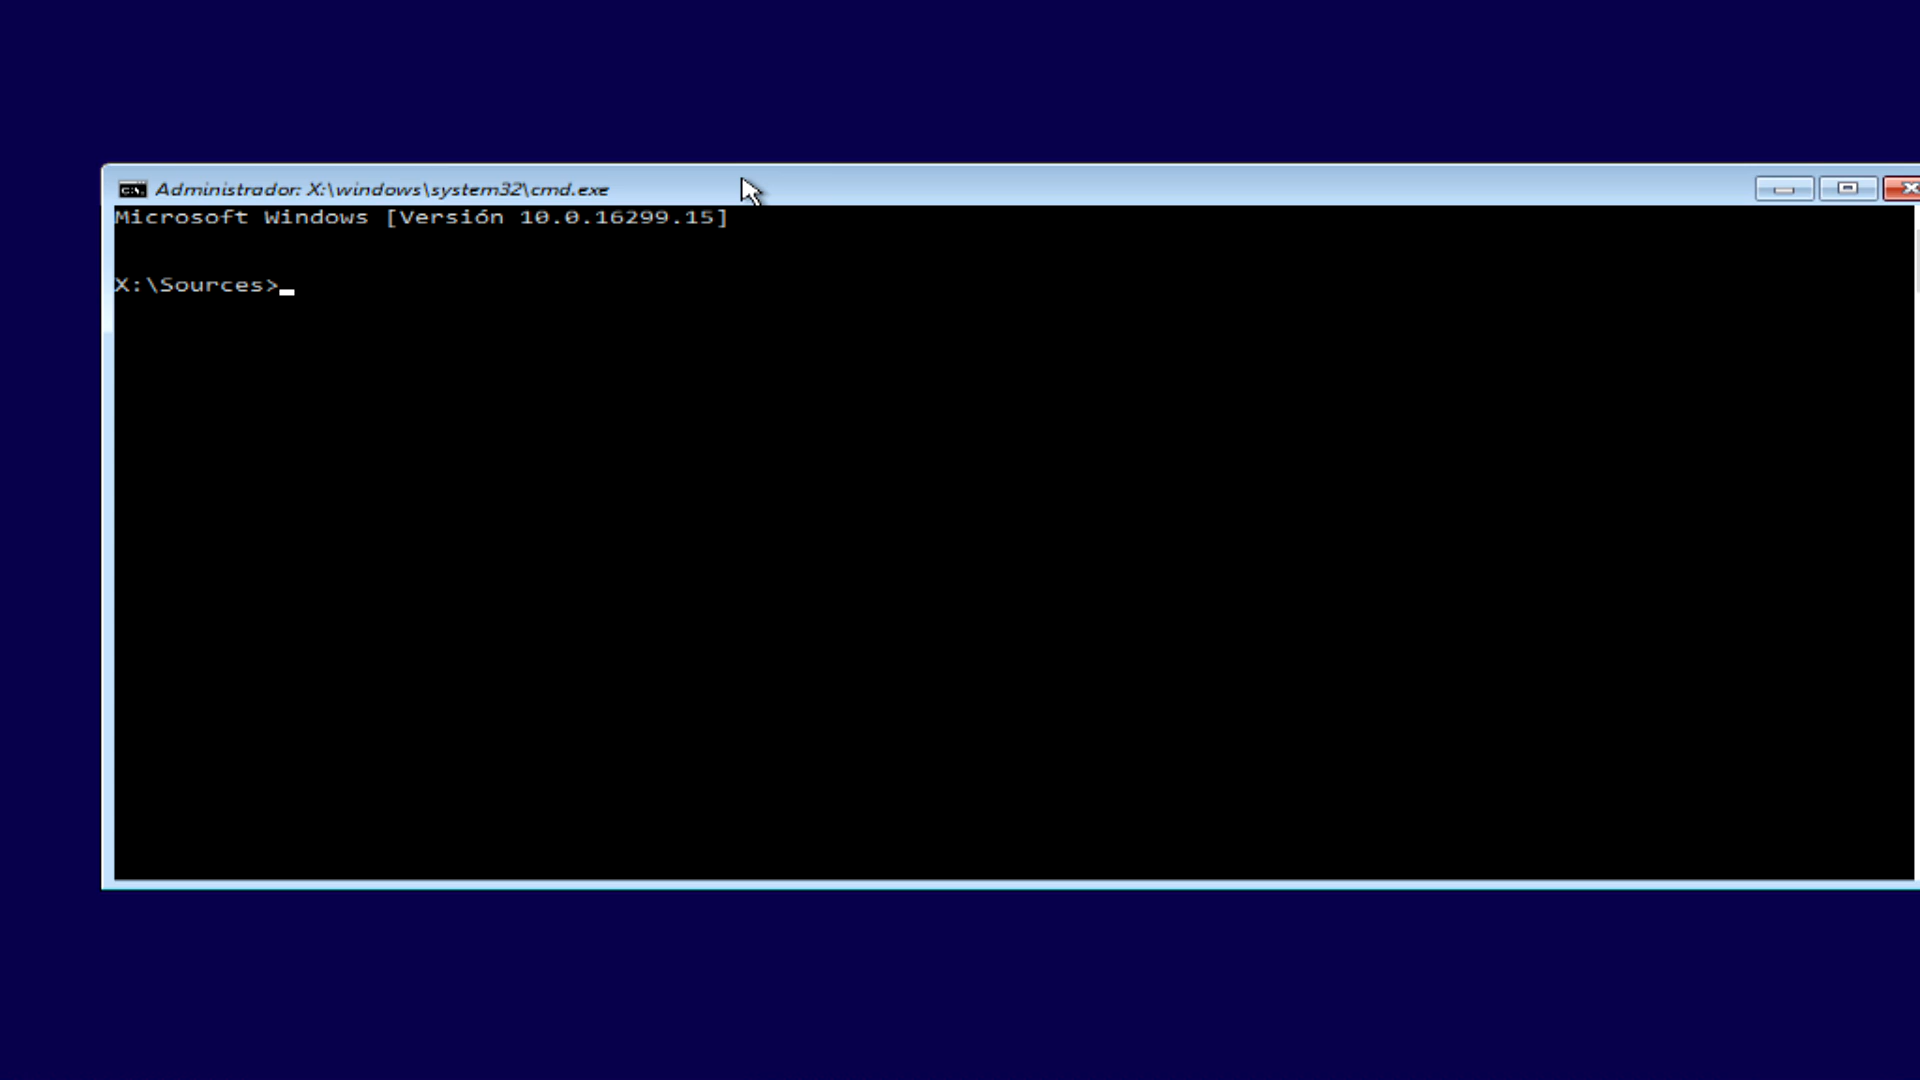 Administrador: X:\windows\system32\cmd.exe
Microsoft Windows [Versión 10.0.16299.15]
X:\Sources>